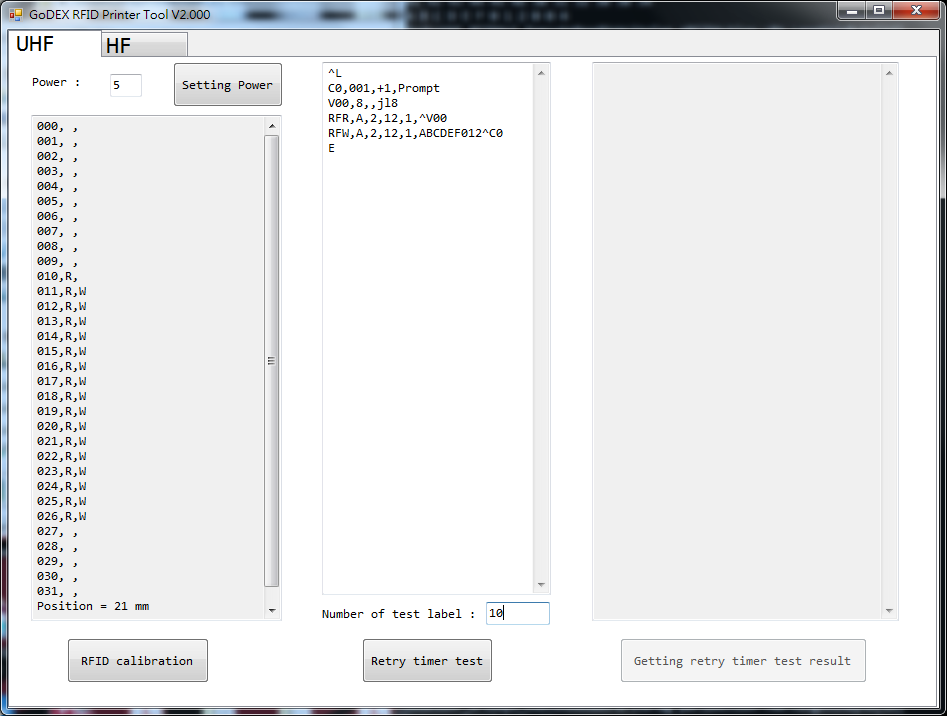 GoDEX RFID Printer Tool V2.000
UHF
HF
Power :
5
Setting Power
000, ,
001, ,
002, ,
003, ,
004, ,
005, ,
006, ,
007, ,
008, ,
009, ,
010,R,
011,R,W
012,R,W
013,R,W
014,R,W
015,R,W
016,R,W
017,R,W
018,R,W
019,R,W
020,R,W
021,R,W
022,R,W
023,R,W
024,R,W
025,R,W
026,R,W
027, ,
028, ,
029, ,
030, ,
031, ,
Position = 21 mm
RFID calibration
^L
C0,001,+1,Prompt
V00,8,,jl8
RFR,A,2,12,1,^V00
RFW,A,2,12,1,ABCDEF012^C0
E
Number of test label :
10
Retry timer test
Getting retry timer test result